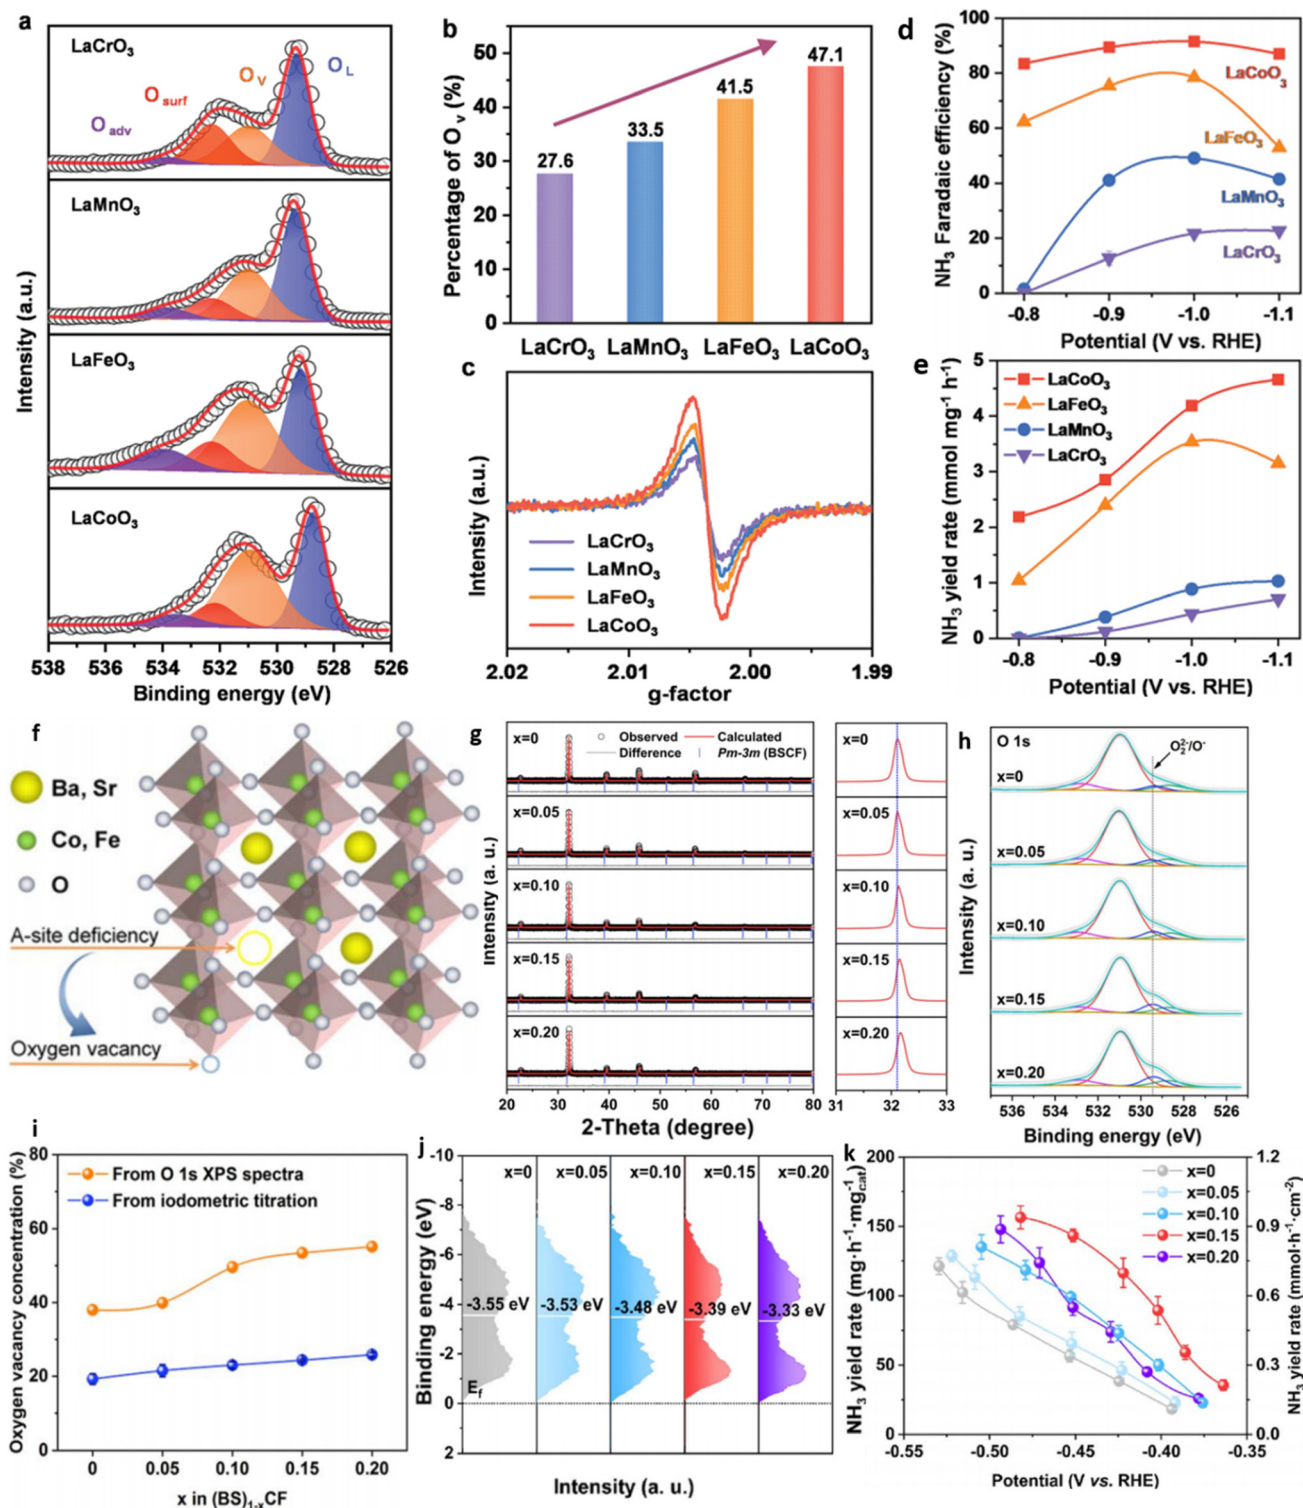 a
LaCrO3
O adv
O surf
O V
O L
LaMnO3
LaFeO3
LaCoO3
Intensity (a.u.)
538 536 534 532 530 528 526
Binding energy (eV)
b
Percentage of Ov (%)
50
40
30
20
10
0
27.6
33.5
41.5
47.1
LaCrO3 LaMnO3 LaFeO3 LaCoO3
c
Intensity (a.u.)
LaCrO3
LaMnO3
LaFeO3
LaCoO3
2.02 2.01 2.00 1.99
g-factor
d
NH3 Faradaic efficiency (%)
100
80
60
40
20
0
LaCoO3
LaFeO3
LaMnO3
LaCrO3
-0.8 -0.9 -1.0 -1.1
Potential (V vs. RHE)
e
NH3 yield rate (mmol mg-1 h-1)
5
4
3
2
1
0
LaCoO3
LaFeO3
LaMnO3
LaCrO3
-0.8 -0.9 -1.0 -1.1
Potential (V vs. RHE)
f
Ba, Sr
Co, Fe
O
A-site deficiency
Oxygen vacancy
g
Intensity (a. u.)
x=0
Observed Calculated
Difference Pm-3m (BSCF)
x=0.05
x=0.10
x=0.15
x=0.20
20 30 40 50 60 70 80
x=0
x=0.05
x=0.10
x=0.15
x=0.20
31 32 33
2-Theta (degree)
h
Intensity (a. u.)
O 1s
O2 2-/O-
x=0
x=0.05
x=0.10
x=0.15
x=0.20
536 534 532 530 528 526
Binding energy (eV)
i
Oxygen vacancy concentration (%)
80
60
40
20
0
From O 1s XPS spectra
From iodometric titration
0 0.05 0.10 0.15 0.20
x in (BS)1-xCF
j
Binding energy (eV)
-10
-8
-6
-4
-2
0
2
x=0 x=0.05 x=0.10 x=0.15 x=0.20
-3.55 eV -3.53 eV -3.48 eV -3.39 eV -3.33 eV
Ef
Intensity (a. u.)
k
NH3 yield rate (mg·h-1·mg-1cat)
200
150
100
50
0
x=0
x=0.05
x=0.10
x=0.15
x=0.20
1.2
0.9
0.6
0.3
0.0
NH3 yield rate (mmol·h-1·cm-2)
-0.55 -0.50 -0.45 -0.40 -0.35
Potential (V vs. RHE)